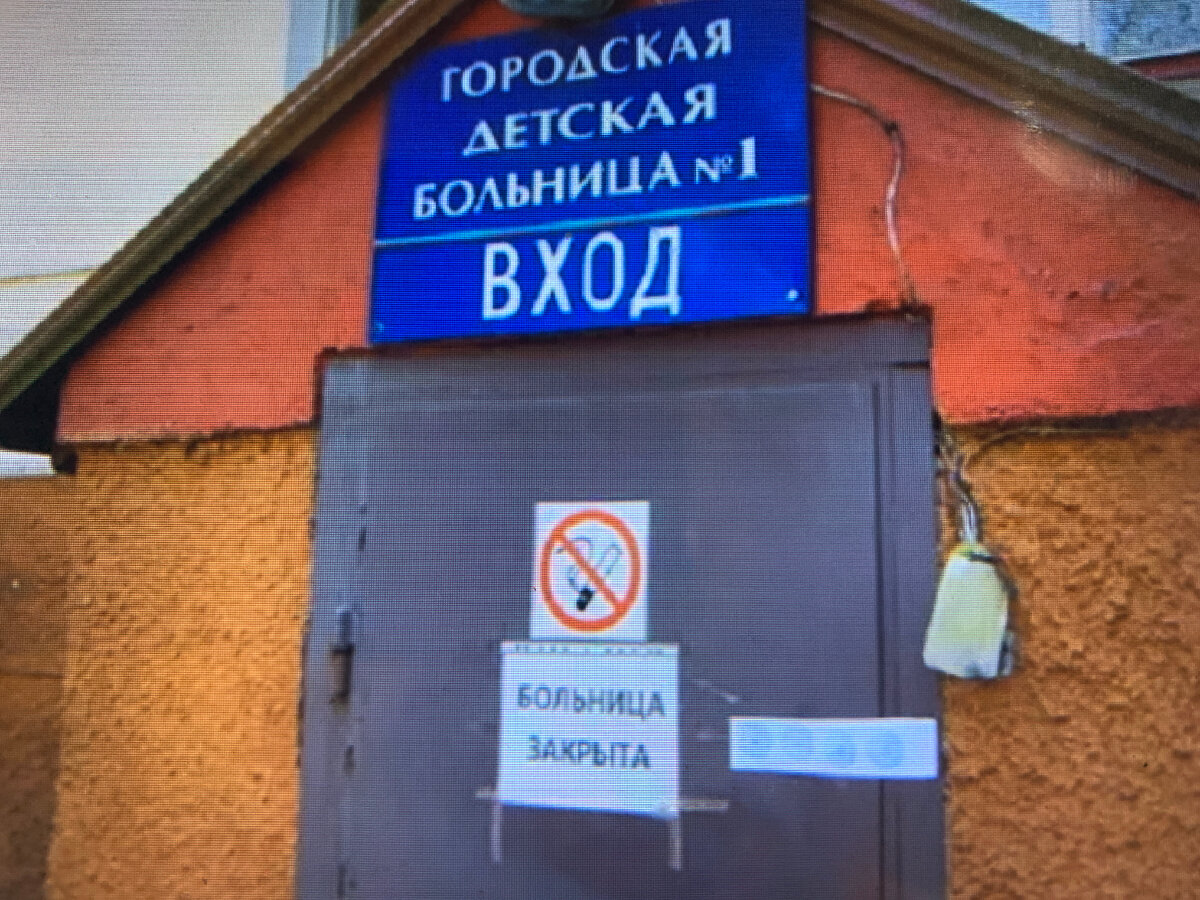 ГОРОДСКАЯ
ДЕТСКАЯ
БОЛЬНИЦА №1
ВХОД
БОЛЬНИЦА
ЗАКРЫТА